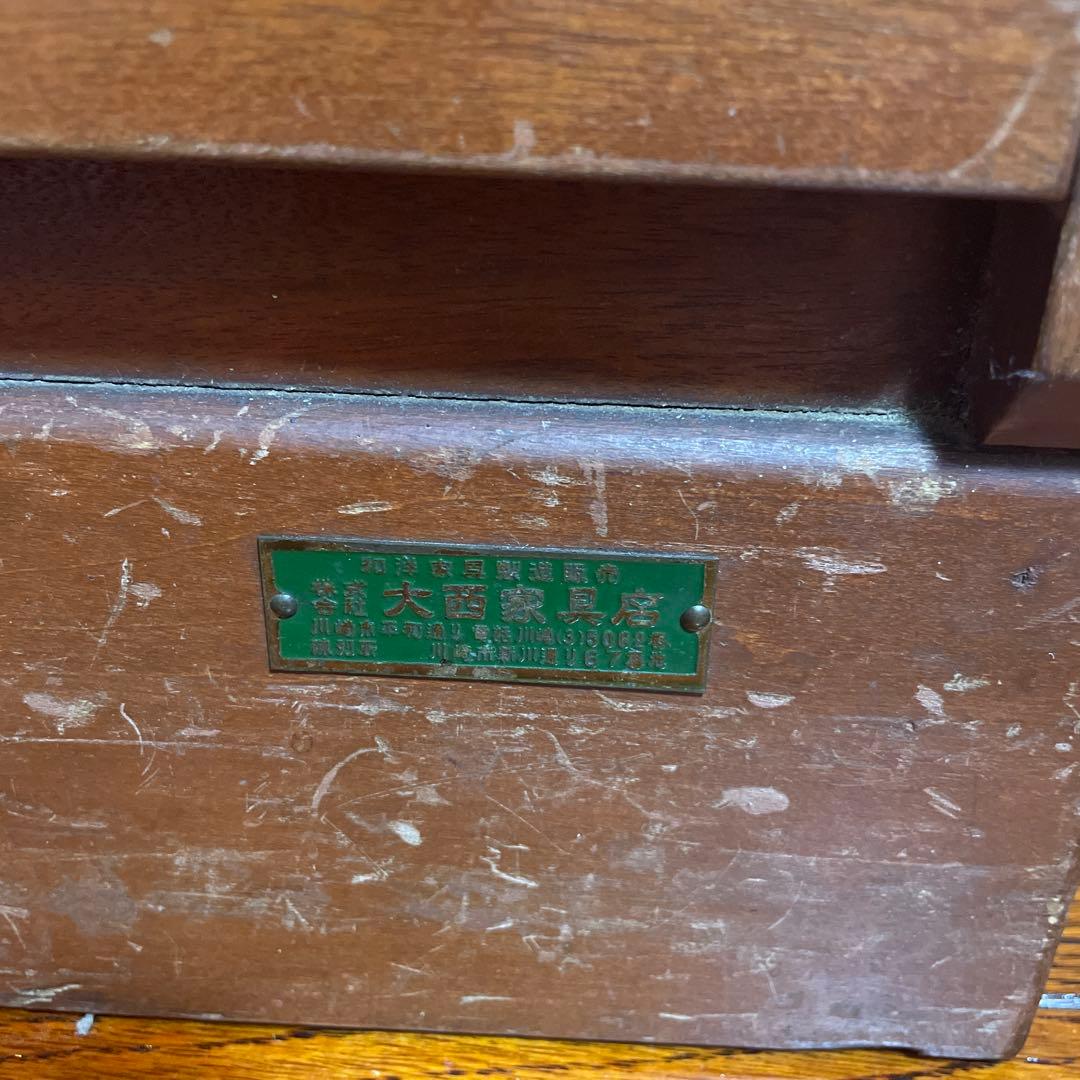 和洋家具製造販売
株式会社 大西家具店
川崎市平和通り 電話川崎(3)5062番
川崎市新川通り67番地